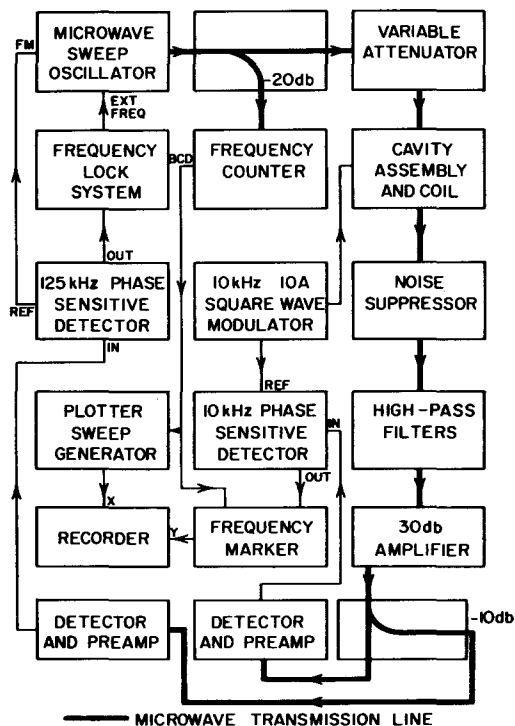 FM
MICROWAVE
SWEEP
OSCILLATOR
-20db
VARIABLE
ATTENUATOR
EXT
FREQ
FREQUENCY
LOCK
SYSTEM
BCD
FREQUENCY
COUNTER
CAVITY
ASSEMBLY
AND COIL
OUT
REF
125kHz PHASE
SENSITIVE
DETECTOR
IN
10kHz 10A
SQUARE WAVE
MODULATOR
NOISE
SUPPRESSOR
REF
PLOTTER
SWEEP
GENERATOR
10kHz PHASE
SENSITIVE
DETECTOR
IN
OUT
HIGH-PASS
FILTERS
X
RECORDER
Y
FREQUENCY
MARKER
30db
AMPLIFIER
DETECTOR
AND PREAMP
DETECTOR
AND PREAMP
-10db
MICROWAVE TRANSMISSION LINE